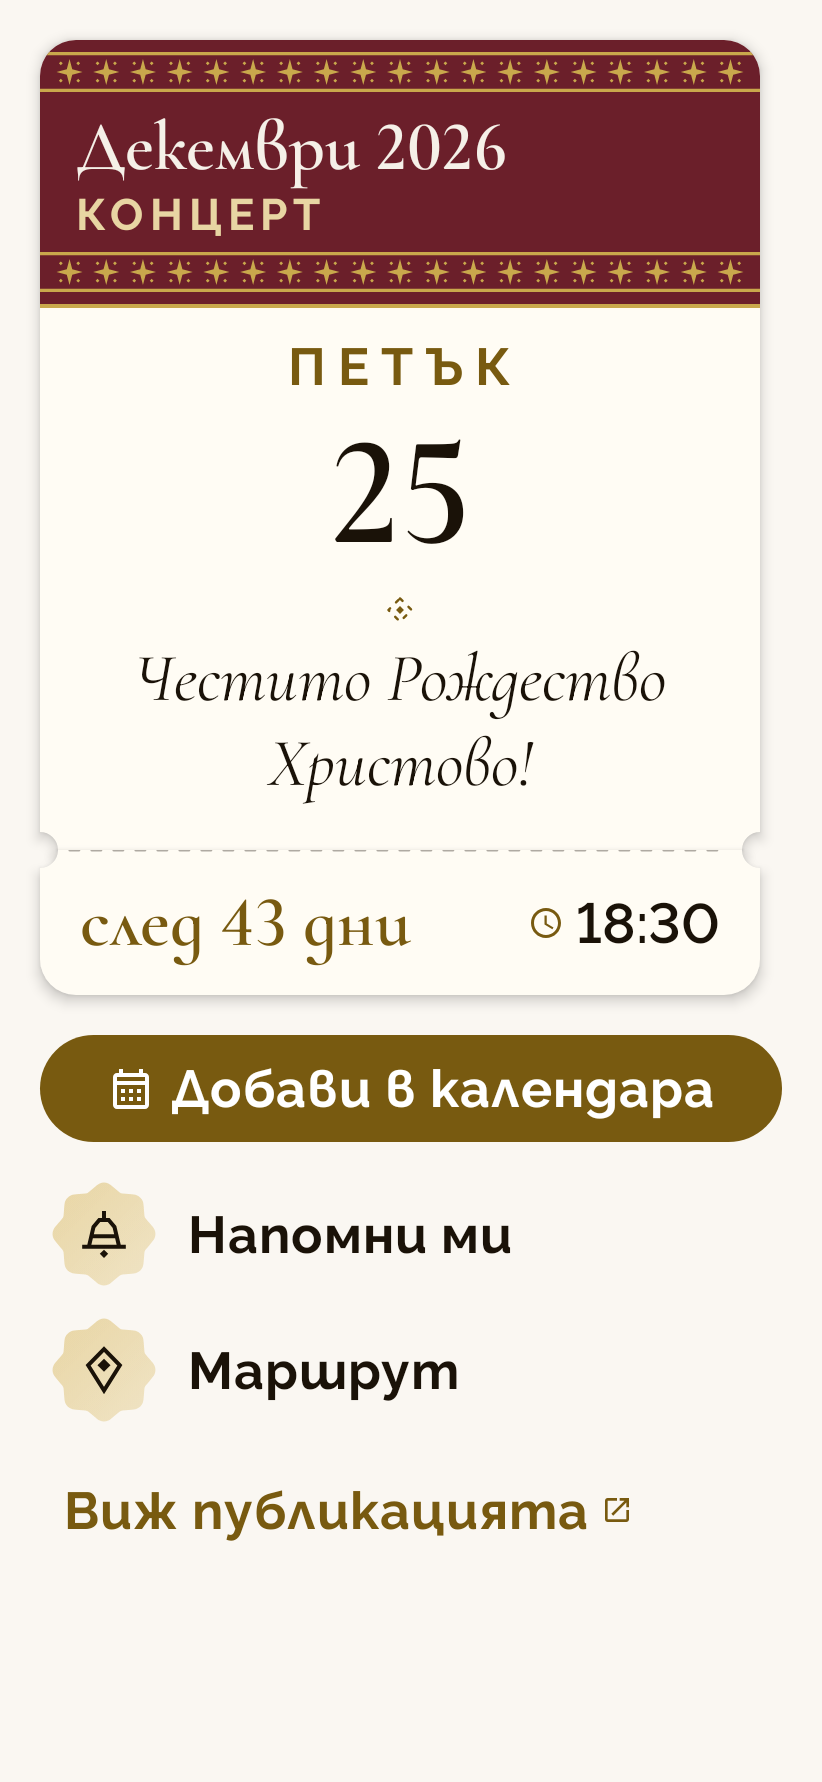 Декември 2026
КОНЦЕРТ
ПЕТЪК
25
Честито Рождество
Христово!
след 43 дни
18:30
Добави в календара
Напомни ми
Маршрут
Виж публикацията